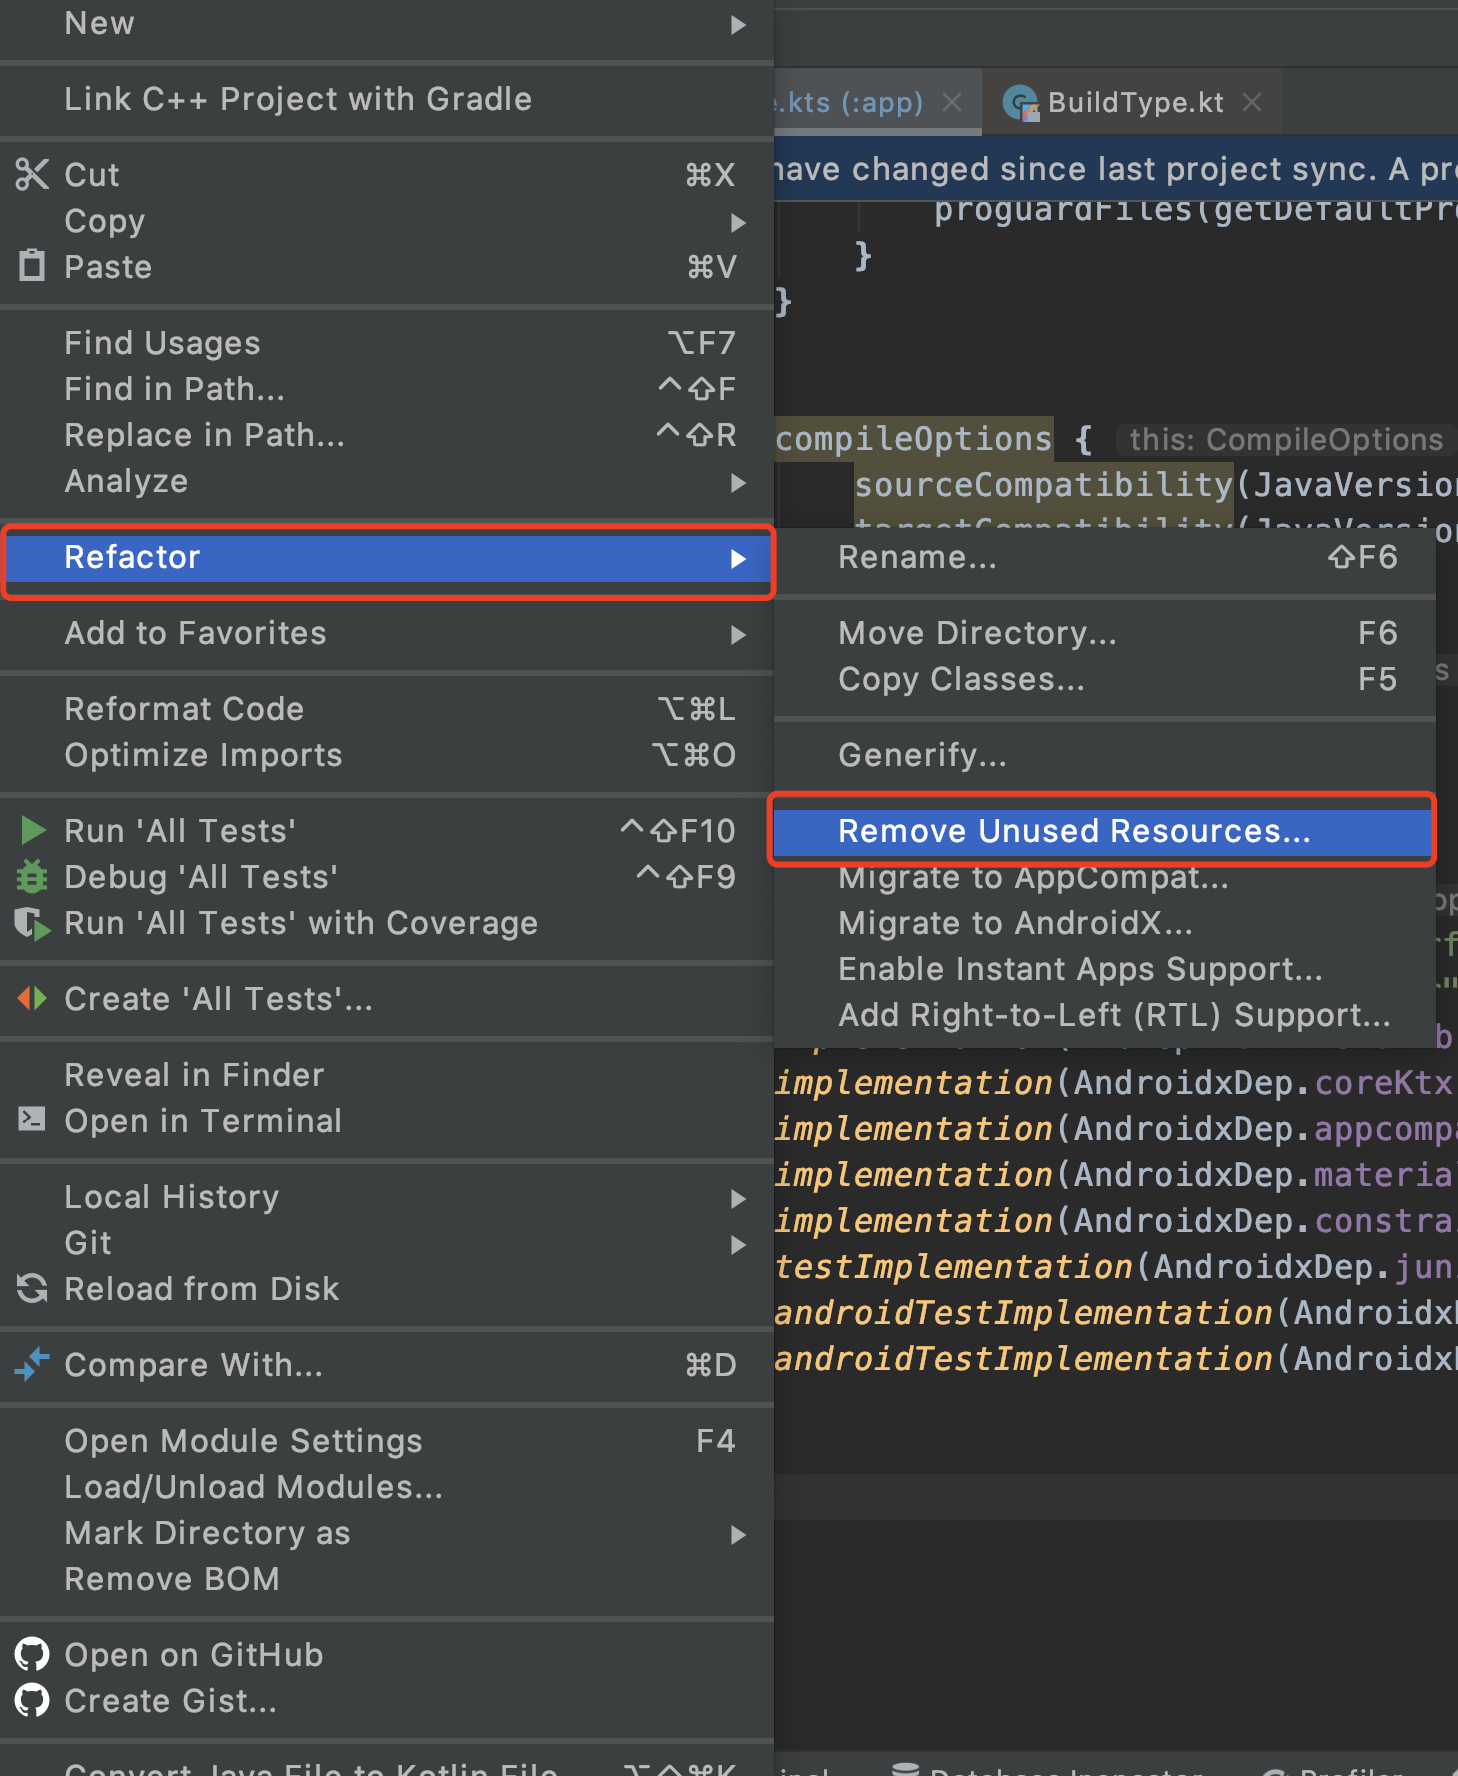 New
Link C++ Project with Gradle
Cut ⌘X
Copy
Paste ⌘V
Find Usages ⌥F7
Find in Path... ^⇧F
Replace in Path... ^⇧R
Analyze
Refactor
Add to Favorites
Reformat Code ⌥⌘L
Optimize Imports ⌥⌘O
Run 'All Tests' ^⇧F10
Debug 'All Tests' ^⇧F9
Run 'All Tests' with Coverage
Create 'All Tests'...
Reveal in Finder
Open in Terminal
Local History
Git
Reload from Disk
Compare With... ⌘D
Open Module Settings F4
Load/Unload Modules...
Mark Directory as
Remove BOM
Open on GitHub
Create Gist...
Convert Java File to Kotlin File ⌥^⌘K
.kts (:app)
BuildType.kt
have changed since last project sync. A pr
proguardFiles(getDefaultPr
}
}
compileOptions { this: CompileOptions
sourceCompatibility(JavaVersio
targetCompatibility(JavaVersio
Rename... ⇧F6
Move Directory... F6
Copy Classes... F5
Generify...
Remove Unused Resources...
Migrate to AppCompat...
Migrate to AndroidX...
Enable Instant Apps Support...
Add Right-to-Left (RTL) Support...
implementation(AndroidxDep.coreKtx
implementation(AndroidxDep.appcomp
implementation(AndroidxDep.materia
implementation(AndroidxDep.constra
testImplementation(AndroidxDep.jun
androidTestImplementation(Androidx
androidTestImplementation(Androidx
Database Inspector
Profiler